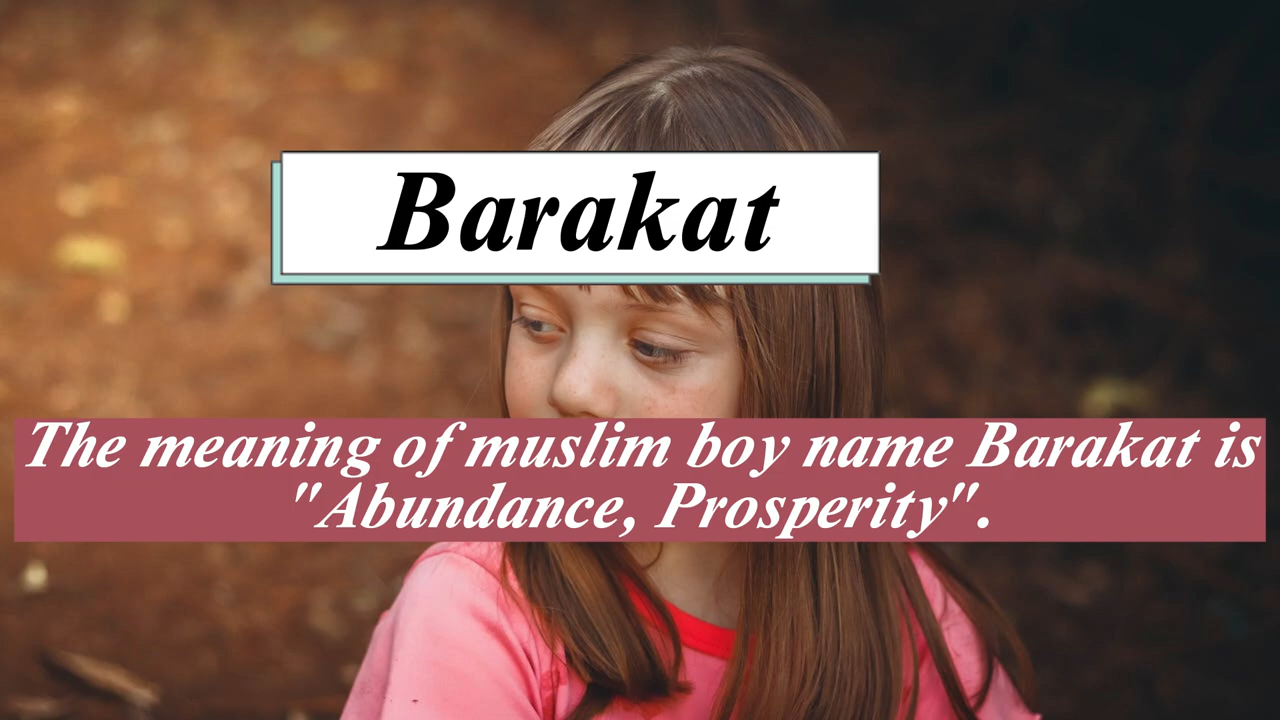 Barakat
The meaning of muslim boy name Barakat is
"Abundance, Prosperity".